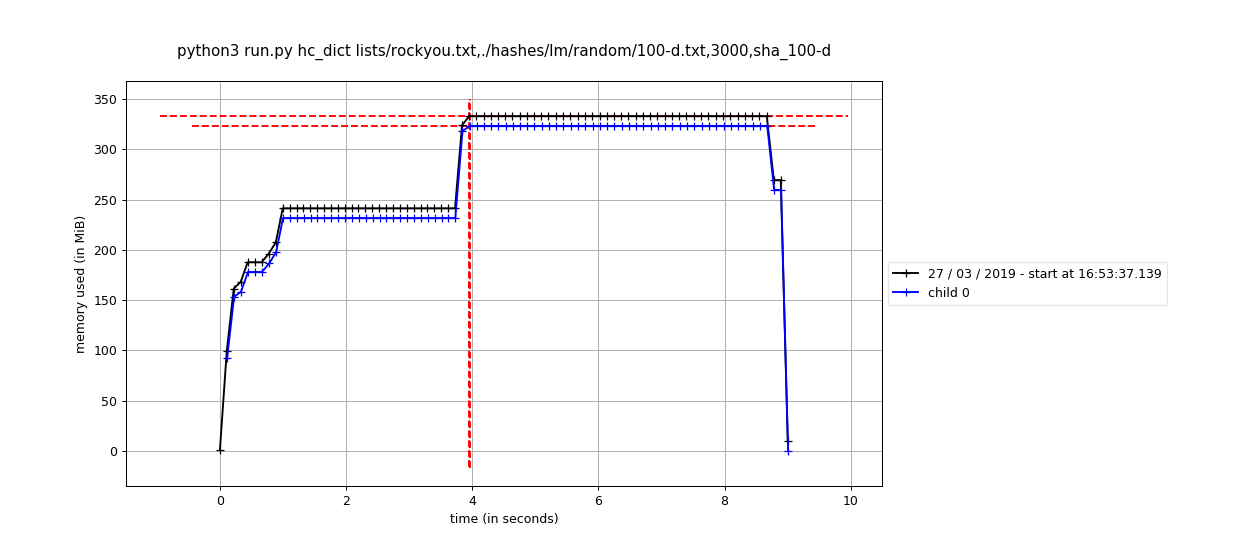 python3 run.py hc_dict lists/rockyou.txt,./hashes/lm/random/100-d.txt,3000,sha_100-d
350
300
250
200
150
100
50
0
memory used (in MiB)
0 2 4 6 8 10
time (in seconds)
27 / 03 / 2019 - start at 16:53:37.139
child 0